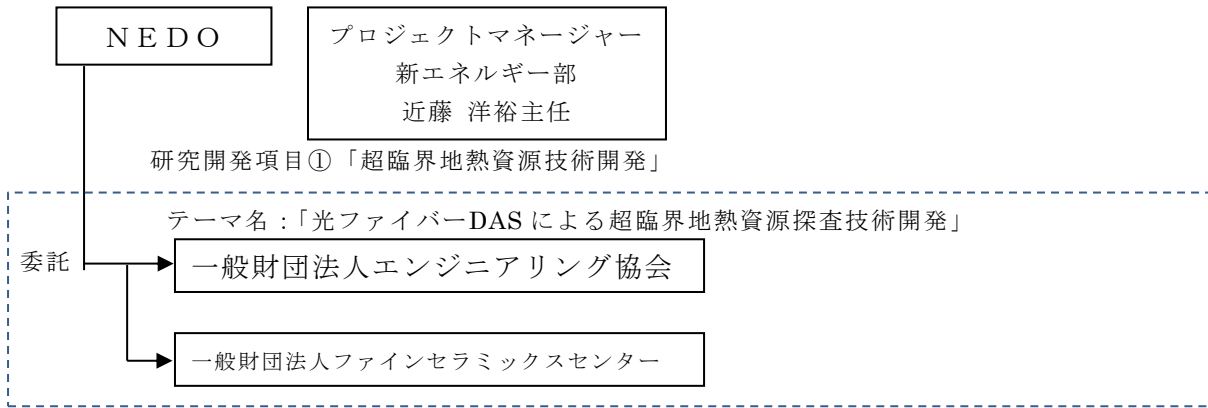 ＮＥＤＯ
プロジェクトマネージャー
新エネルギー部
近藤 洋裕主任
研究開発項目①「超臨界地熱資源技術開発」
テーマ名：「光ファイバーDASによる超臨界地熱資源探査技術開発」
委託
一般財団法人エンジニアリング協会
一般財団法人ファインセラミックスセンター